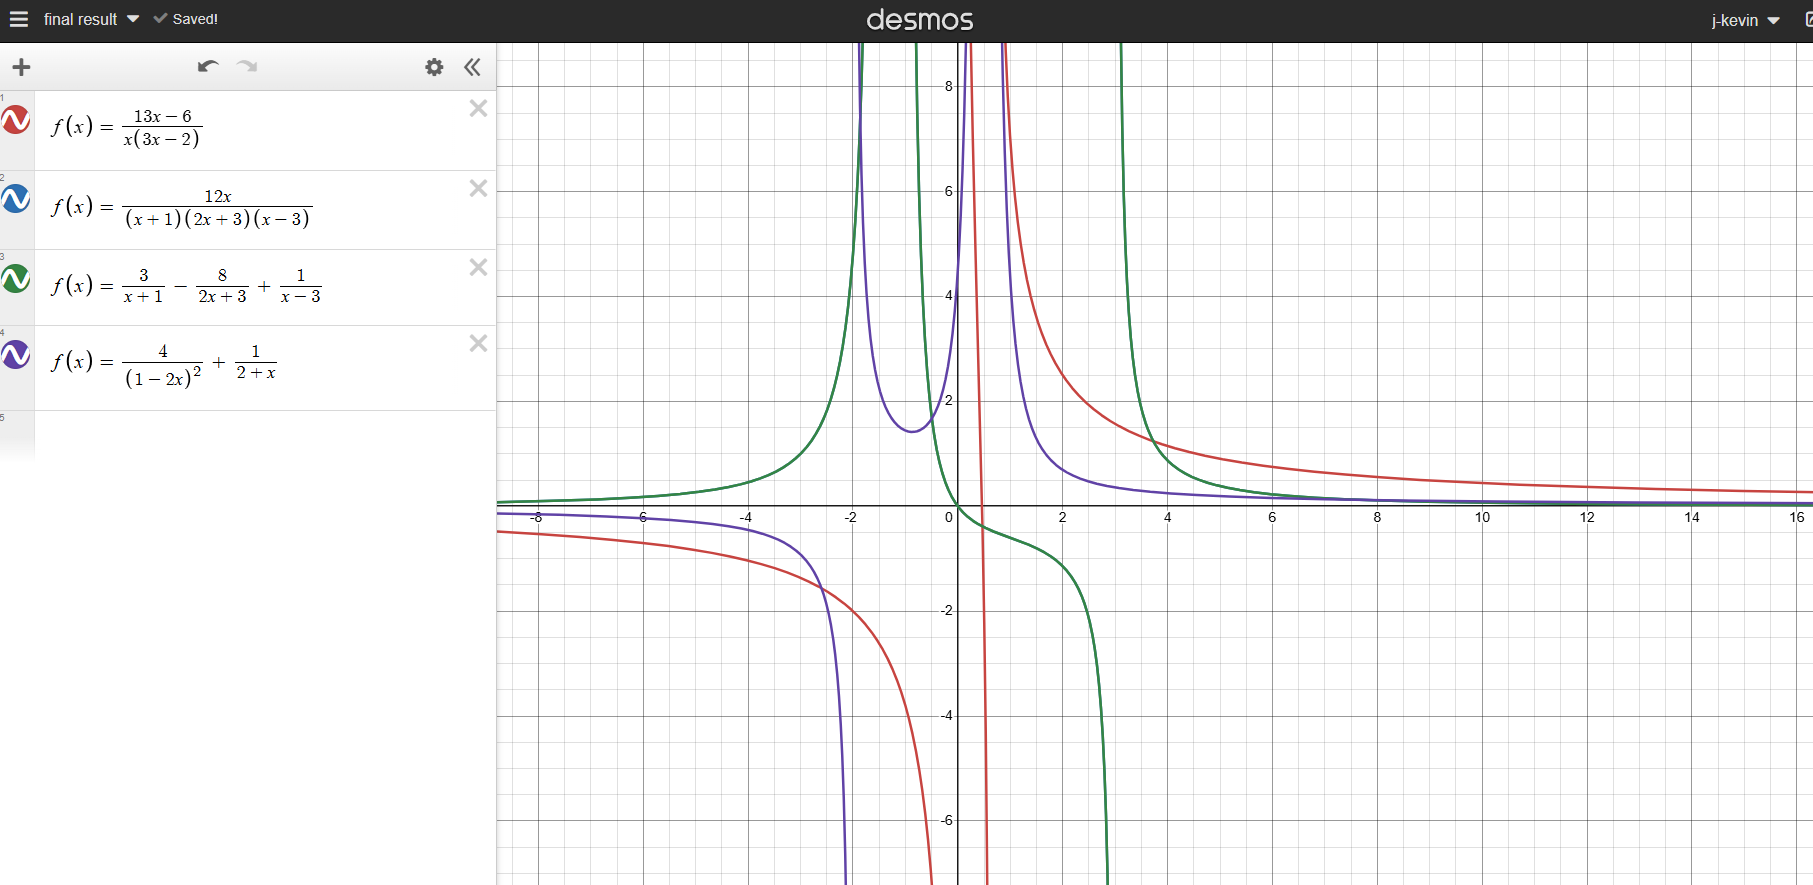 final result Saved! desmos j-kevin
1 f(x) = \frac{13x - 6}{x(3x - 2)}
2 f(x) = \frac{12x}{(x + 1)(2x + 3)(x - 3)}
3 f(x) = \frac{3}{x + 1} - \frac{8}{2x + 3} + \frac{1}{x - 3}
4 f(x) = \frac{4}{(1 - 2x)^2} + \frac{1}{2 + x}
5
8
6
4
2
-8 -6 -4 -2 0 2 4 6 8 10 12 14 16
-2
-4
-6